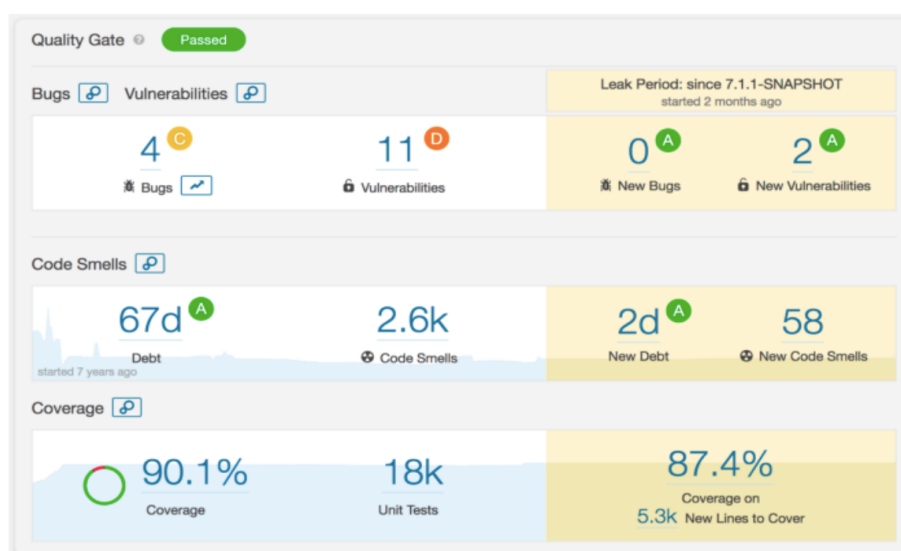 Quality Gate ? Passed
Bugs Vulnerabilities
Leak Period: since 7.1.1-SNAPSHOT
started 2 months ago
4 C
Bugs
11 D
Vulnerabilities
0 A
New Bugs
2 A
New Vulnerabilities
Code Smells
67d A
Debt
started 7 years ago
2.6k
Code Smells
2d A
New Debt
58
New Code Smells
Coverage
90.1%
Coverage
18k
Unit Tests
87.4%
Coverage on
5.3k New Lines to Cover